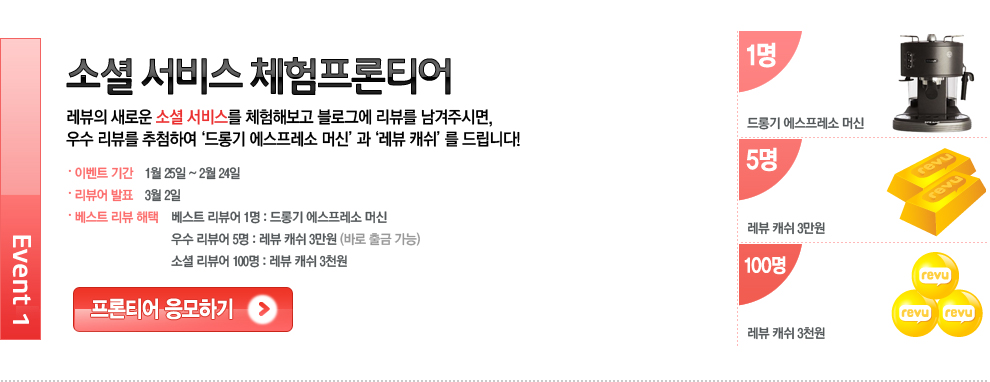 Event 1
소셜 서비스 체험프론티어
레뷰의 새로운 소셜 서비스를 체험해보고 블로그에 리뷰를 남겨주시면,
우수 리뷰를 추첨하여 ‘드롱기 에스프레소 머신’ 과 ‘레뷰 캐쉬’ 를 드립니다!
· 이벤트 기간 1월 25일 ~ 2월 24일
· 리뷰어 발표 3월 2일
· 베스트 리뷰 해택 베스트 리뷰어 1명 : 드롱기 에스프레소 머신
우수 리뷰어 5명 : 레뷰 캐쉬 3만원 (바로 출금 가능)
소셜 리뷰어 100명 : 레뷰 캐쉬 3천원
프론티어 응모하기
1명
드롱기 에스프레소 머신
5명
revu
revu
레뷰 캐쉬 3만원
100명
revu
revu revu
레뷰 캐쉬 3천원